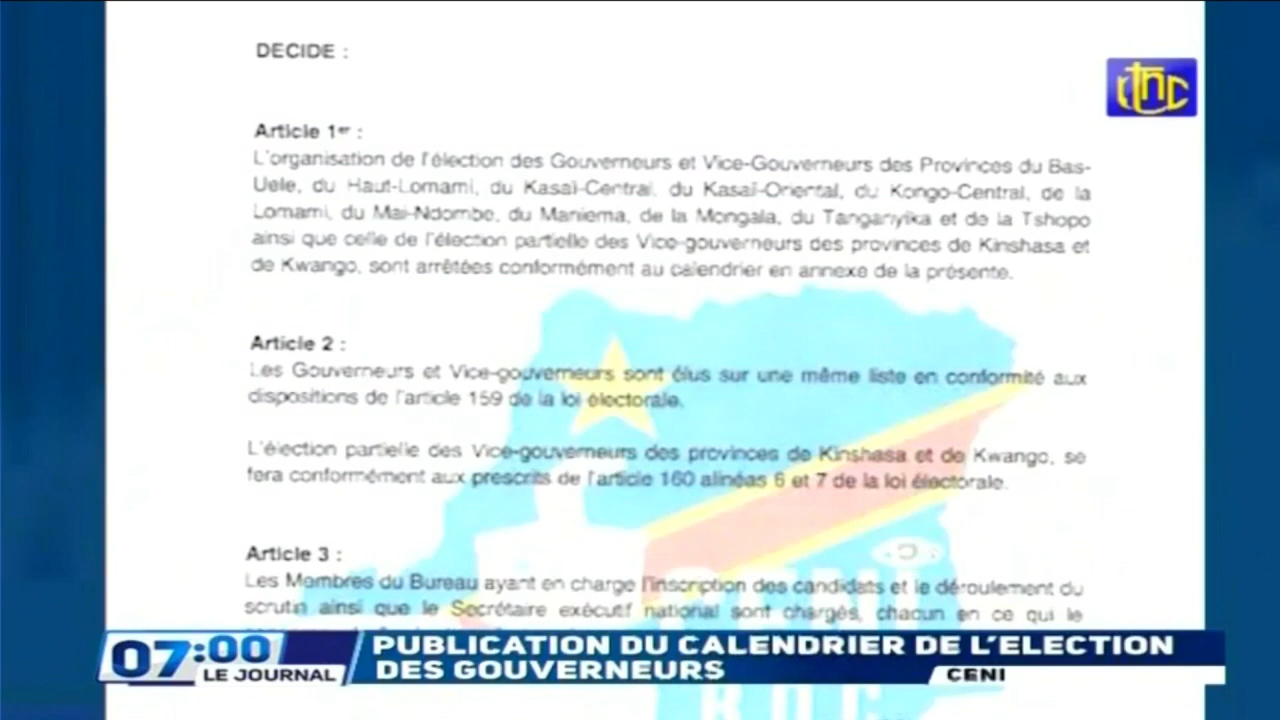 DECIDE :
rtnc
Article 1er :
L'organisation de l'élection des Gouverneurs et Vice-Gouverneurs des Provinces du Bas-
Uele, du Haut-Lomami, du Kasaï-Central, du Kasaï-Oriental, du Kongo-Central, de la
Lomami, du Mai-Ndombe, du Maniema, de la Mongala, du Tanganyika et de la Tshopo
ainsi que celle de l'élection partielle des Vice-gouverneurs des provinces de Kinshasa et
de Kwango, sont arrêtées conformément au calendrier en annexe de la présente.
Article 2 :
Les Gouverneurs et Vice-gouverneurs sont élus sur une même liste en conformité aux
dispositions de l'article 159 de la loi électorale.
L'élection partielle des Vice-gouverneurs des provinces de Kinshasa et de Kwango, se
fera conformément aux prescrits de l'article 160 alinéas 6 et 7 de la loi électorale.
Article 3 :
Les Membres du Bureau ayant en charge l'inscription des candidats et le déroulement du
scrutin ainsi que le Secrétaire exécutif national sont chargés, chacun en ce qui le
07:00
LE JOURNAL
PUBLICATION DU CALENDRIER DE L'ELECTION
DES GOUVERNEURS
CENI